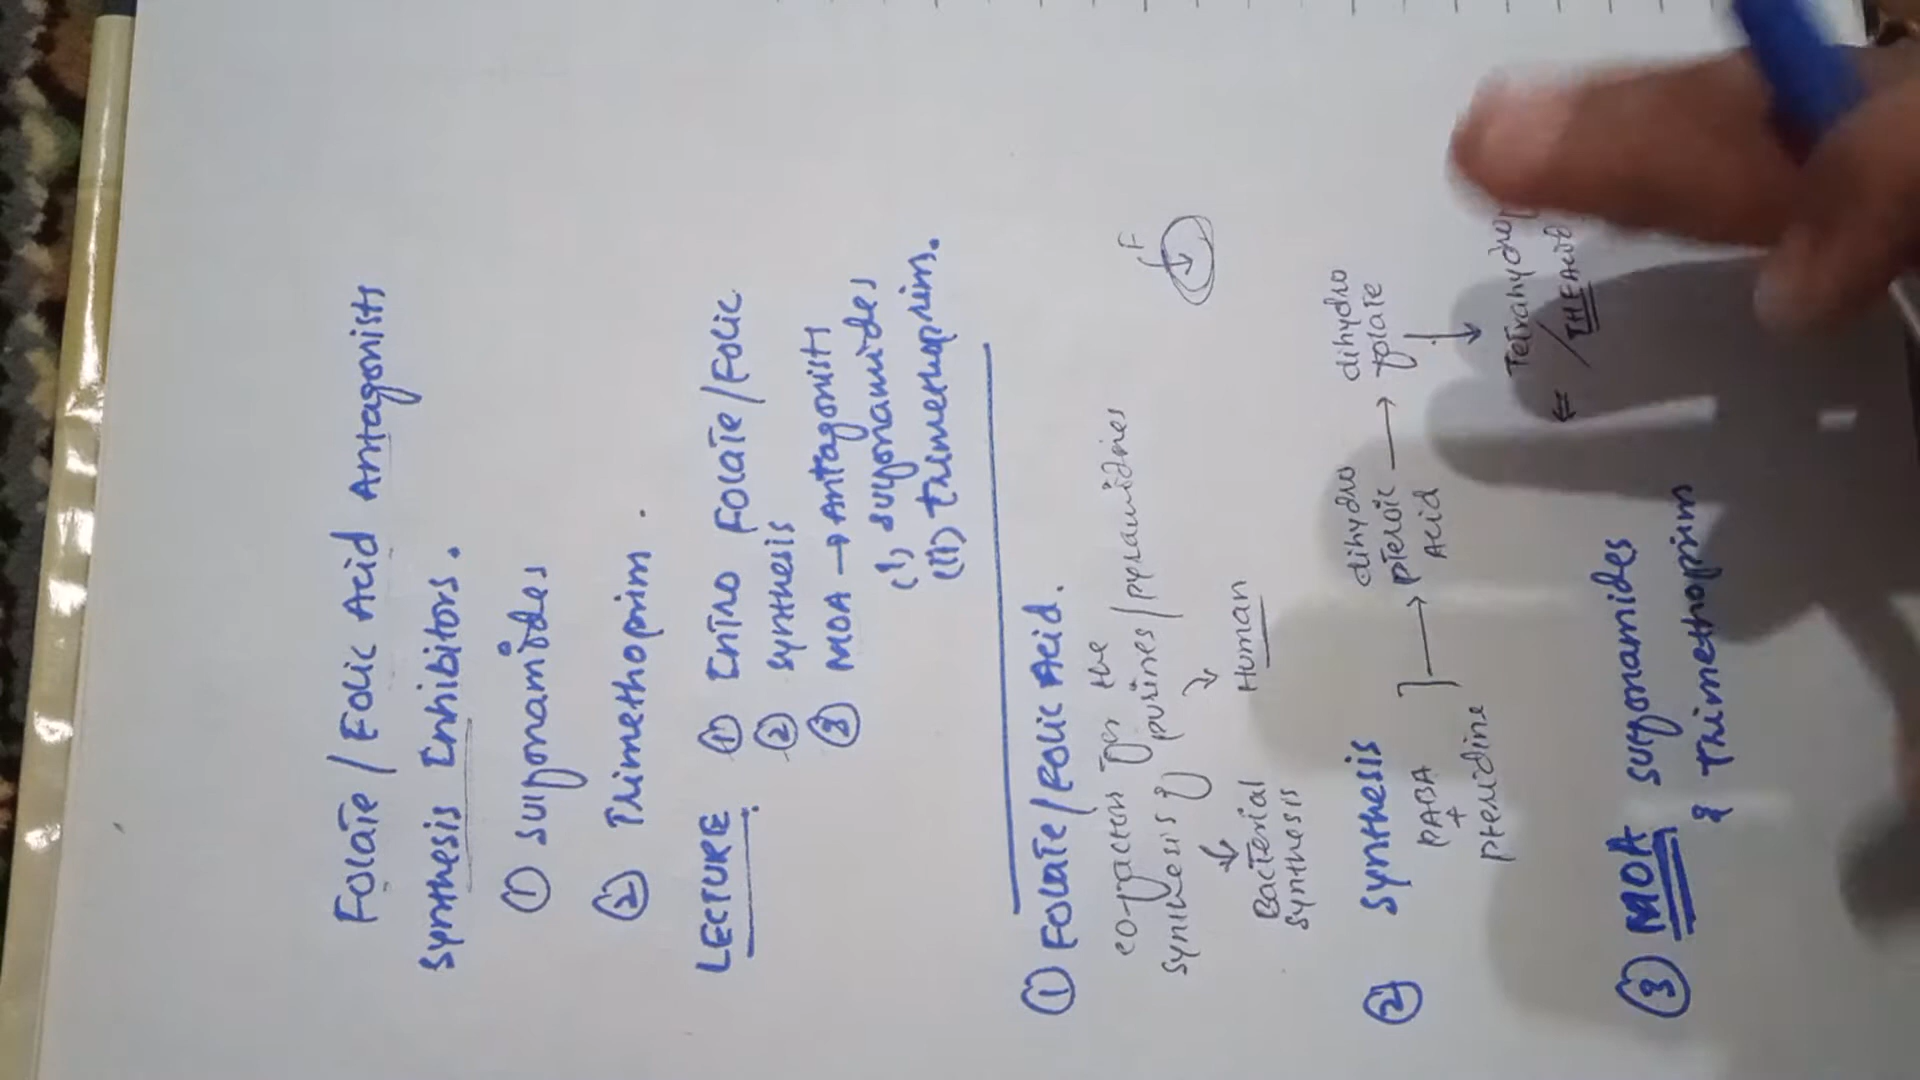 Folate/Folic Acid Antagonists
Synthesis Inhibitors.
① Sulfonamides
② Trimethoprim.
LECTURE ① Intro Folate/Folic
② Synthesis
③ MOA → Antagonists
(i) Sulfonamides
(ii) Trimethoprim.
① Folate/Folic Acid.
co-factor for the
synthesis of purines/pyramidines
F
Bacterial
synthesis
Human
② Synthesis
PABA
+
pteridine
dihydro
pteroic
Acid
dihydro
folate
THF Acid
③ MOA Sulfonamides
& Trimethoprim